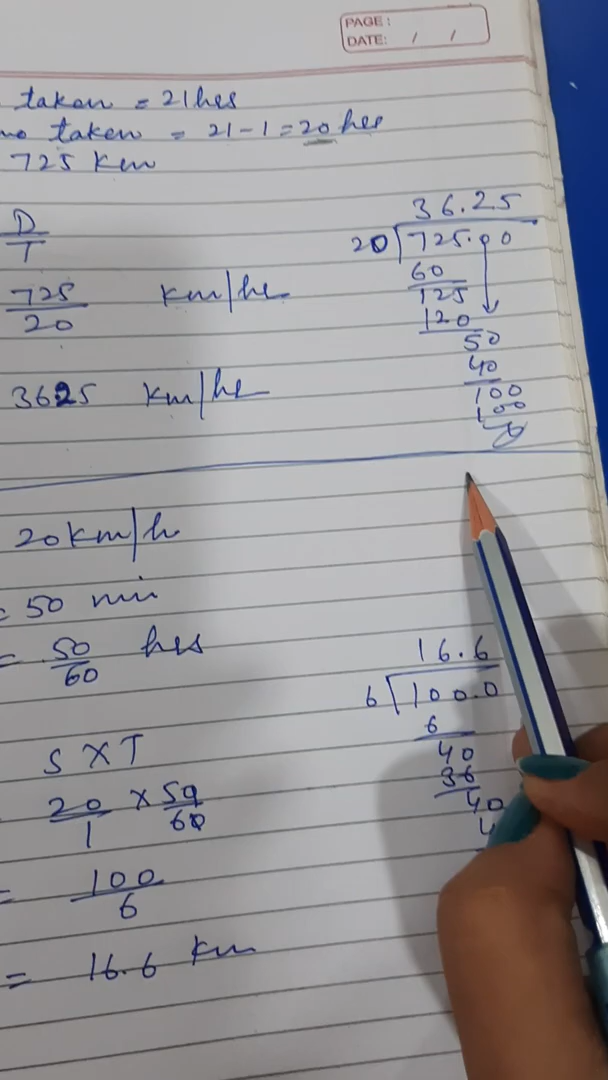 PAGE :
DATE: / /
taken = 21 hrs
taken = 21 - 1 = 20 hrs
725 Km
D
T
725
20
Km/hr
3625 Km/hr
36.25
20 725.00
60
125
120
50
40
100
100
0
20 Km/h
= 50 min
= 50
60
hrs
S X T
20 X 50
1 60
= 100
6
= 16.6 Km
16.6
6 100.0
6
40
36
40